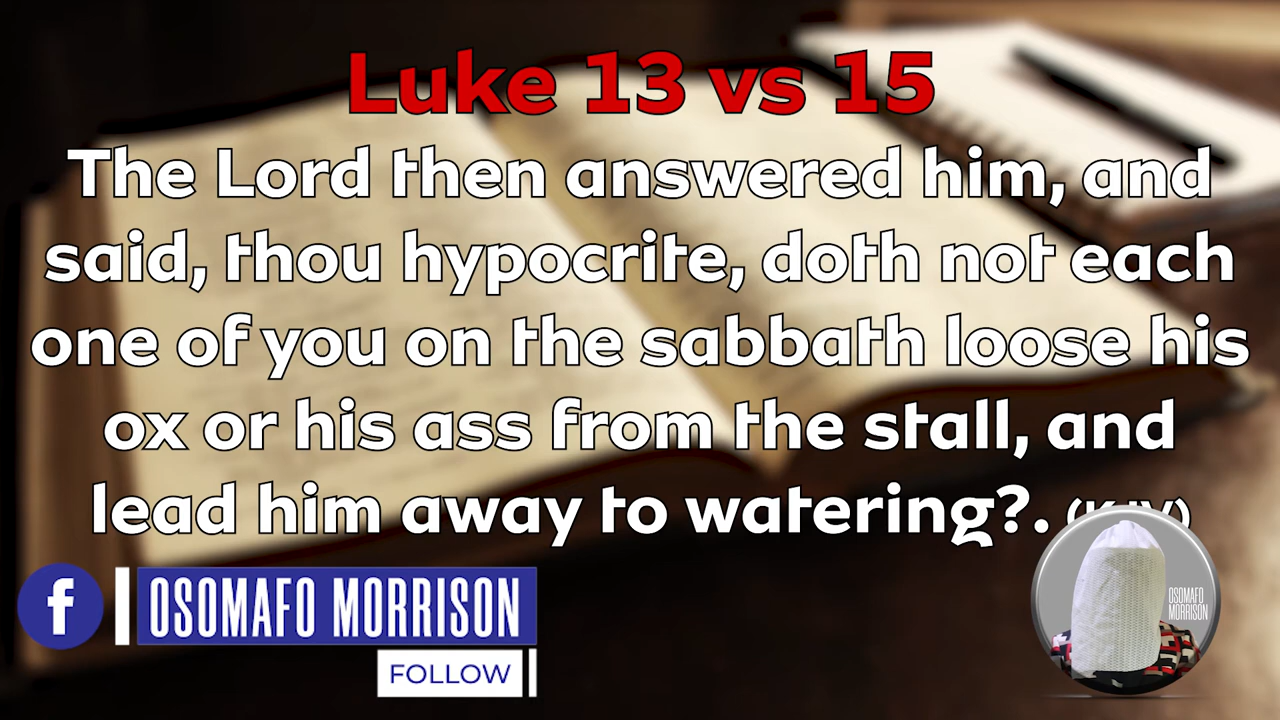 Luke 13 vs 15
The Lord then answered him, and
said, thou hypocrite, doth not each
one of you on the sabbath loose his
ox or his ass from the stall, and
lead him away to watering?. (KJV)
f
OSOMAFO MORRISON
FOLLOW
OSOMAFO
MORRISON